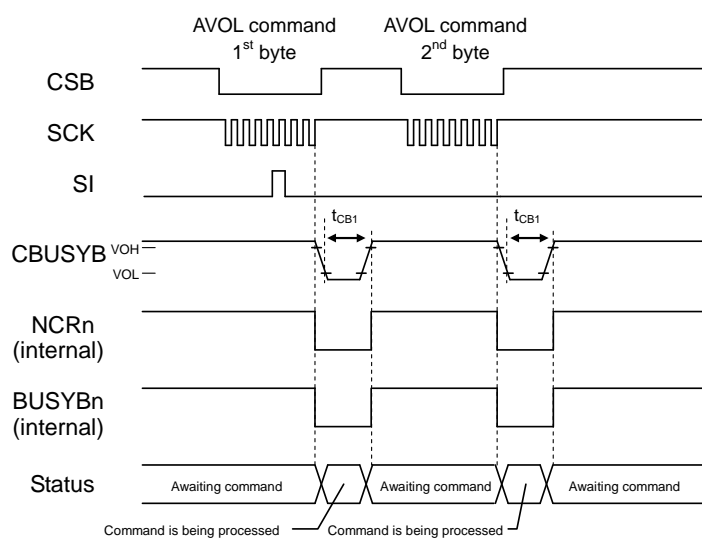 AVOL command
1st byte
AVOL command
2nd byte
CSB
SCK
SI
tCB1
tCB1
CBUSYB
VOH
VOL
NCRn
(internal)
BUSYBn
(internal)
Status
Awaiting command
Awaiting command
Awaiting command
Command is being processed
Command is being processed